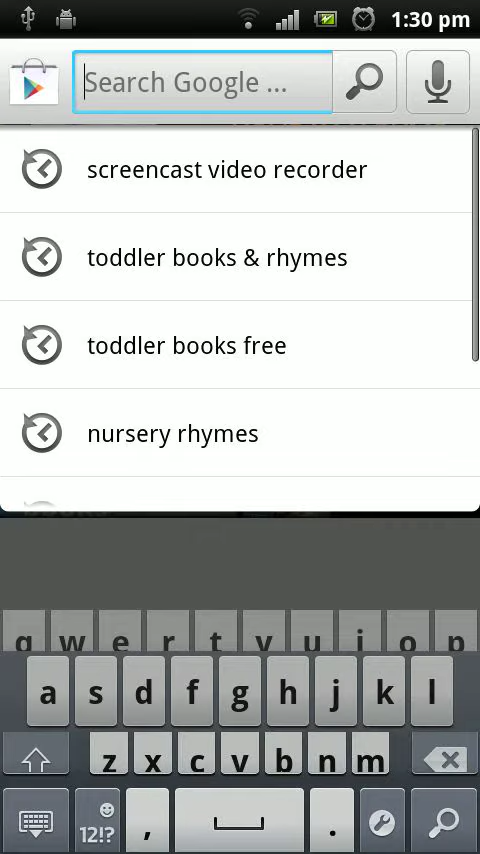 1:30 pm
Search Google ...
screencast video recorder
toddler books & rhymes
toddler books free
nursery rhymes
q w e r t y u i o p
a s d f g h j k l
z x c v b n m
12!? , .